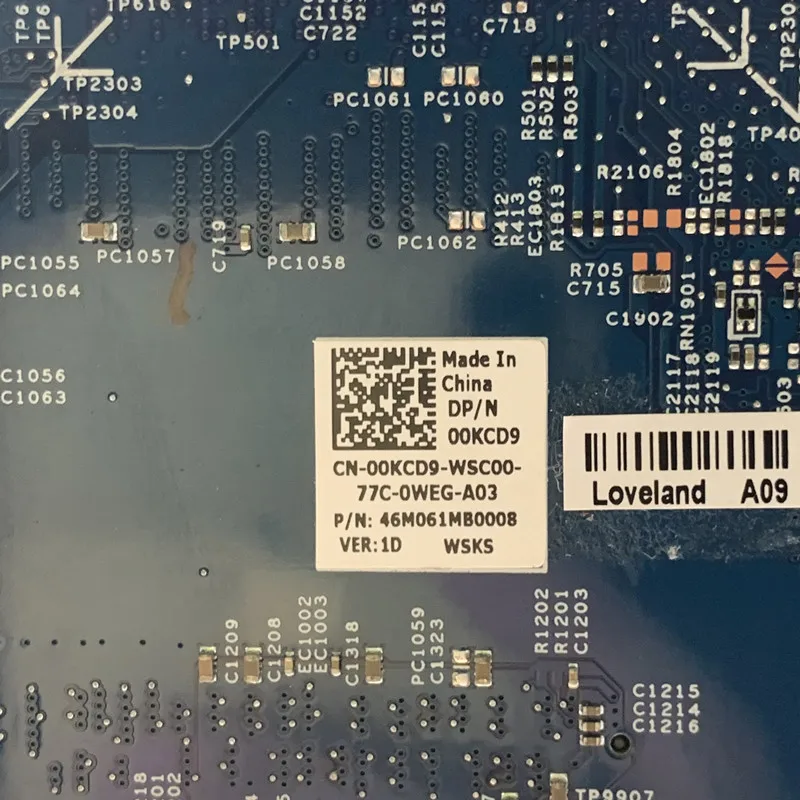 TP616
C1152
C722
TP501
C718
TP2303
TP2304
PC1061
PC1060
R501
R502
R503
R2106
R1804
EC1802
R1818
C719
R412
R413
EC1803
R1813
PC1055
PC1057
PC1058
PC1062
PC1064
R705
C715
C1902
RN1901
C1056
C1063
C2117
C2118
C2119
Made In
China
DP/N
00KCD9
CN-00KCD9-WSC00-
77C-0WEG-A03
P/N: 46M061MB0008
VER:1D WSKS
Loveland A09
C1209
C1208
EC1002
EC1003
C1318
PC1059
C1323
R1202
R1201
C1203
C1215
C1214
C1216
TP9907